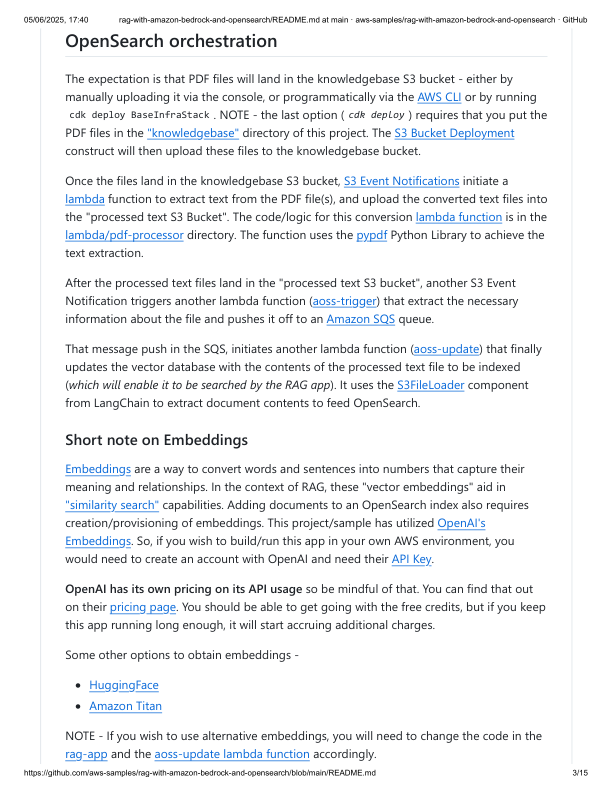 05/06/2025, 17:40
rag-with-amazon-bedrock-and-opensearch/README.md at main · aws-samples/rag-with-amazon-bedrock-and-opensearch · GitHub
OpenSearch orchestration
The expectation is that PDF files will land in the knowledgebase S3 bucket - either by
manually uploading it via the console, or programmatically via the AWS CLI or by running
cdk deploy BaseInfraStack . NOTE - the last option ( cdk deploy ) requires that you put the
PDF files in the "knowledgebase" directory of this project. The S3 Bucket Deployment
construct will then upload these files to the knowledgebase bucket.
Once the files land in the knowledgebase S3 bucket, S3 Event Notifications initiate a
lambda function to extract text from the PDF file(s), and upload the converted text files into
the "processed text S3 Bucket". The code/logic for this conversion lambda function is in the
lambda/pdf-processor directory. The function uses the pypdf Python Library to achieve the
text extraction.
After the processed text files land in the "processed text S3 bucket", another S3 Event
Notification triggers another lambda function (aoss-trigger) that extract the necessary
information about the file and pushes it off to an Amazon SQS queue.
That message push in the SQS, initiates another lambda function (aoss-update) that finally
updates the vector database with the contents of the processed text file to be indexed
(which will enable it to be searched by the RAG app). It uses the S3FileLoader component
from LangChain to extract document contents to feed OpenSearch.
Short note on Embeddings
Embeddings are a way to convert words and sentences into numbers that capture their
meaning and relationships. In the context of RAG, these "vector embeddings" aid in
"similarity search" capabilities. Adding documents to an OpenSearch index also requires
creation/provisioning of embeddings. This project/sample has utilized OpenAI's
Embeddings. So, if you wish to build/run this app in your own AWS environment, you
would need to create an account with OpenAI and need their API Key.
OpenAI has its own pricing on its API usage so be mindful of that. You can find that out
on their pricing page. You should be able to get going with the free credits, but if you keep
this app running long enough, it will start accruing additional charges.
Some other options to obtain embeddings -
• HuggingFace
• Amazon Titan
NOTE - If you wish to use alternative embeddings, you will need to change the code in the
rag-app and the aoss-update lambda function accordingly.
https://github.com/aws-samples/rag-with-amazon-bedrock-and-opensearch/blob/main/README.md
3/15